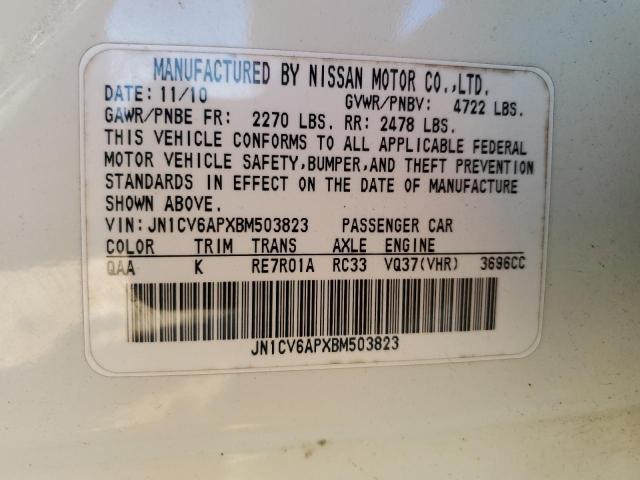 MANUFACTURED BY NISSAN MOTOR CO.,LTD.
DATE: 11/10 GVWR/PNBV: 4722 LBS.
GAWR/PNBE FR: 2270 LBS. RR: 2478 LBS.
THIS VEHICLE CONFORMS TO ALL APPLICABLE FEDERAL
MOTOR VEHICLE SAFETY,BUMPER,AND THEFT PREVENTION
STANDARDS IN EFFECT ON THE DATE OF MANUFACTURE
SHOWN ABOVE.
VIN:JN1CV6APXBM503823 PASSENGER CAR
COLOR TRIM TRANS AXLE ENGINE
QAA K RE7R01A RC33 VQ37(VHR) 3696CC
JN1CV6APXBM503823